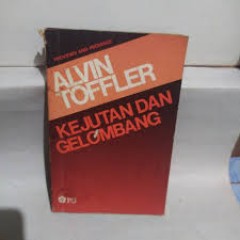 ALVIN
TOFFLER
KEJUTAN DAN
GELOMBANG